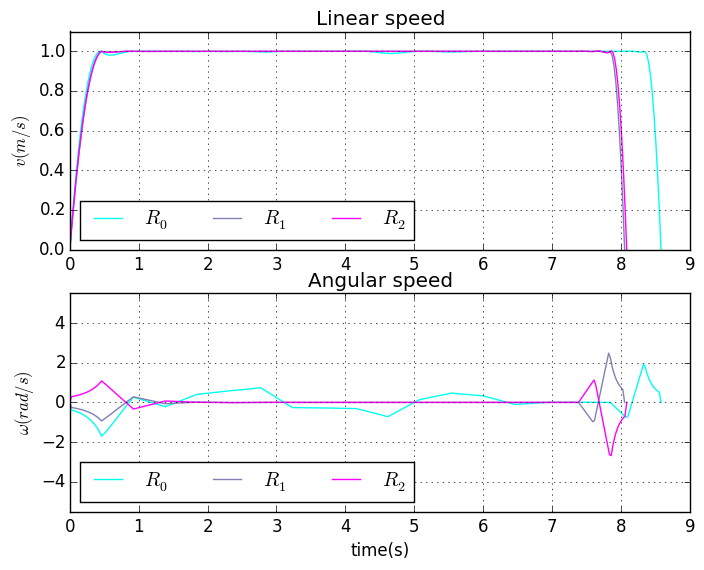 Linear speed
1.0
0.8
0.6
0.4
0.2
0.0
v(m/s)
R₀ R₁ R₂
0 1 2 3 4 5 6 7 8 9
Angular speed
4
2
0
−2
−4
ω(rad/s)
R₀ R₁ R₂
0 1 2 3 4 5 6 7 8 9
time(s)